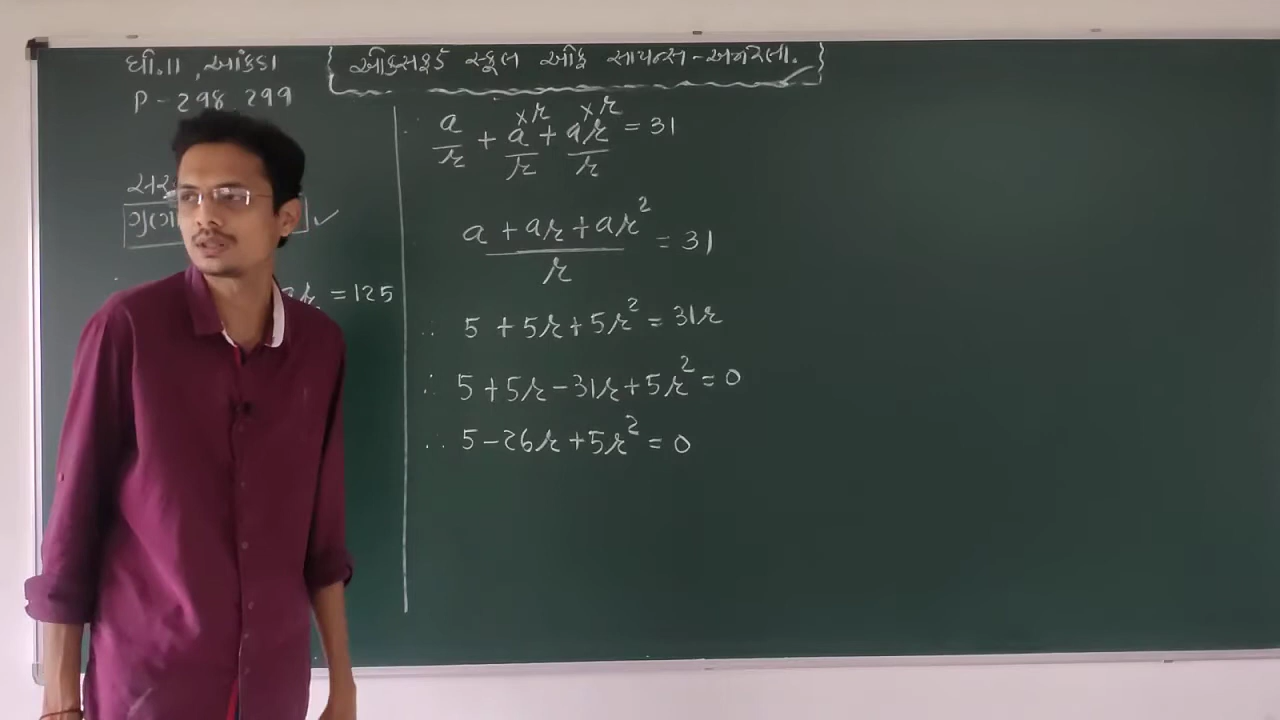 ધો.11 , આંકડા
P - 298, 299
{ ઓક્સફર્ડ સ્કૂલ ઓફ સાયન્સ - અમરેલી. }
= 125
∴ a/r + a×r/r + ar×r/r = 31
(a + ar + ar²)/r = 31
∴ 5 + 5r + 5r² = 31r
∴ 5 + 5r - 31r + 5r² = 0
∴ 5 - 26r + 5r² = 0